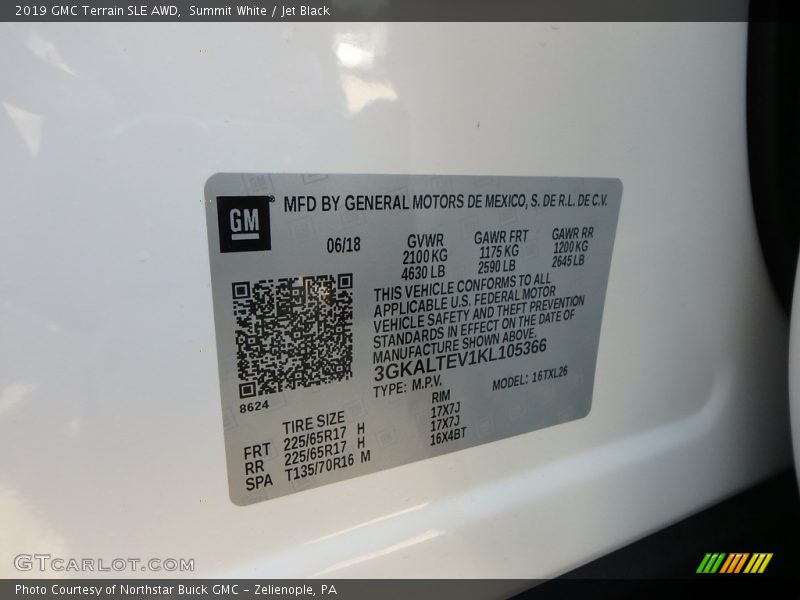 2019 GMC Terrain SLE AWD,  Summit White / Jet Black
GM® MFD BY GENERAL MOTORS DE MEXICO, S. DE R.L. DE C.V.
06/18 GVWR GAWR FRT GAWR RR
2100 KG 1175 KG 1200 KG
4630 LB 2590 LB 2645 LB
THIS VEHICLE CONFORMS TO ALL
APPLICABLE U.S. FEDERAL MOTOR
VEHICLE SAFETY AND THEFT PREVENTION
STANDARDS IN EFFECT ON THE DATE OF
MANUFACTURE SHOWN ABOVE.
3GKALTEV1KL105366
TYPE: M.P.V. MODEL: 16TXL26
8624
TIRE SIZE RIM
FRT 225/65R17 H 17X7J
RR 225/65R17 H 17X7J
SPA T135/70R16 M 16X4BT
GTCARLOT.COM
Photo Courtesy of Northstar Buick GMC - Zelienople, PA